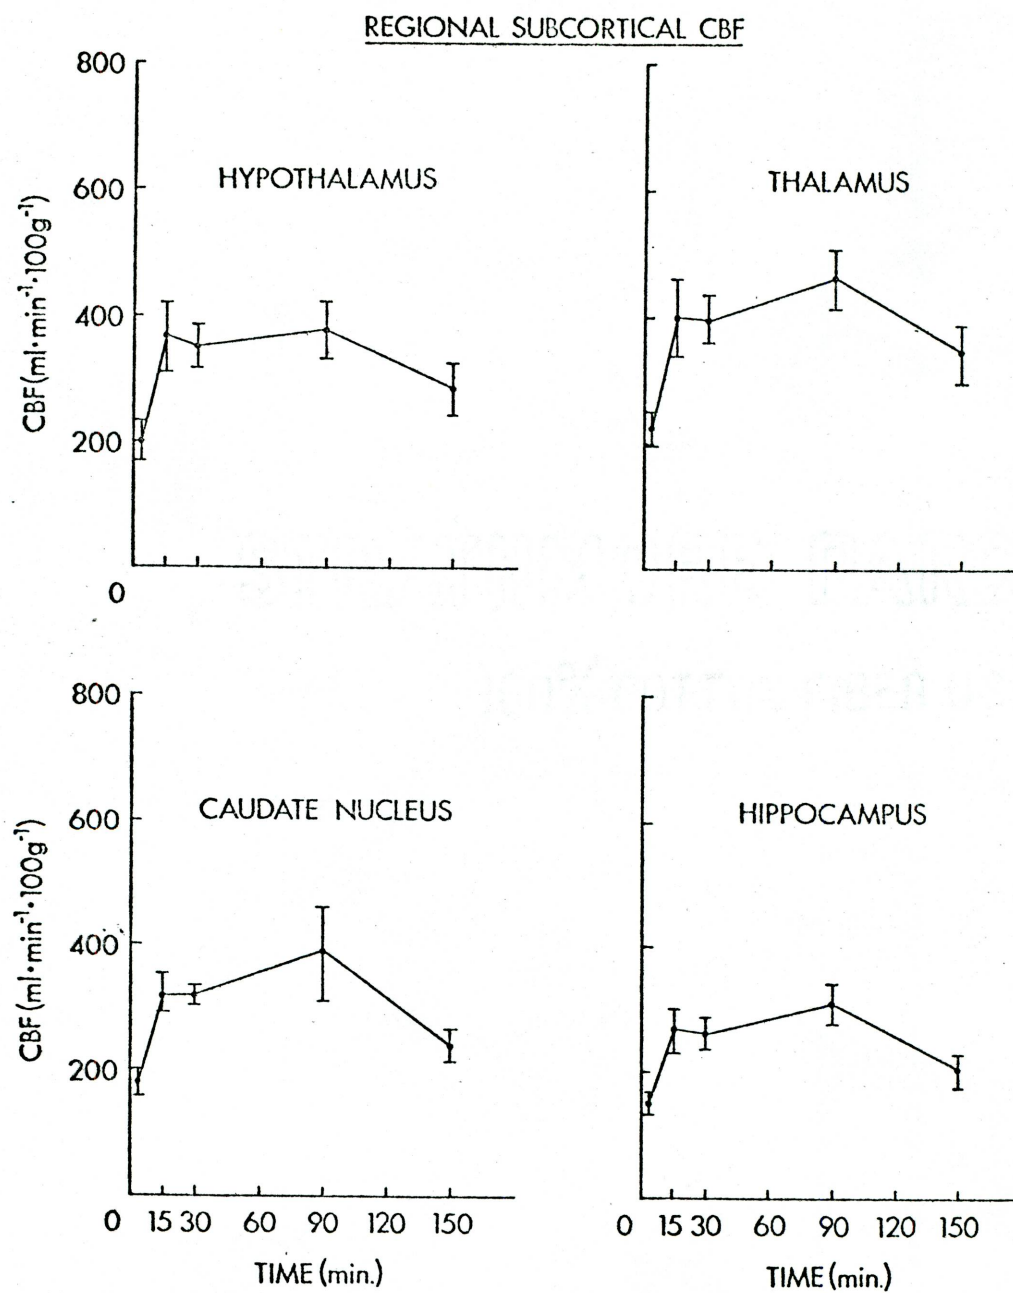 REGIONAL SUBCORTICAL CBF
800
600
400
200
0
CBF (ml·min⁻¹·100g⁻¹)
HYPOTHALAMUS
THALAMUS
800
600
400
200
0
CBF (ml·min⁻¹·100g⁻¹)
CAUDATE NUCLEUS
HIPPOCAMPUS
15 30 60 90 120 150
0 15 30 60 90 120 150
TIME (min.)
TIME (min.)